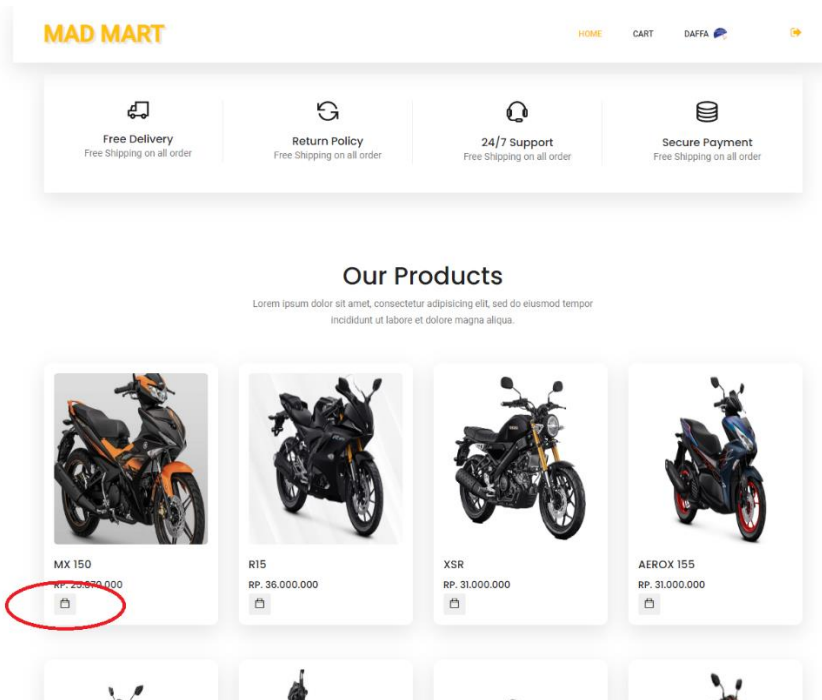 MAD MART
HOME CART DAFFA
Free Delivery
Free Shipping on all order
Return Policy
Free Shipping on all order
24/7 Support
Free Shipping on all order
Secure Payment
Free Shipping on all order
Our Products
Lorem ipsum dolor sit amet, consectetur adipisicing elit, sed do eiusmod tempor
incididunt ut labore et dolore magna aliqua.
MX 150
RP.
R15
RP. 36.000.000
XSR
RP. 31.000.000
AEROX 155
RP. 31.000.000